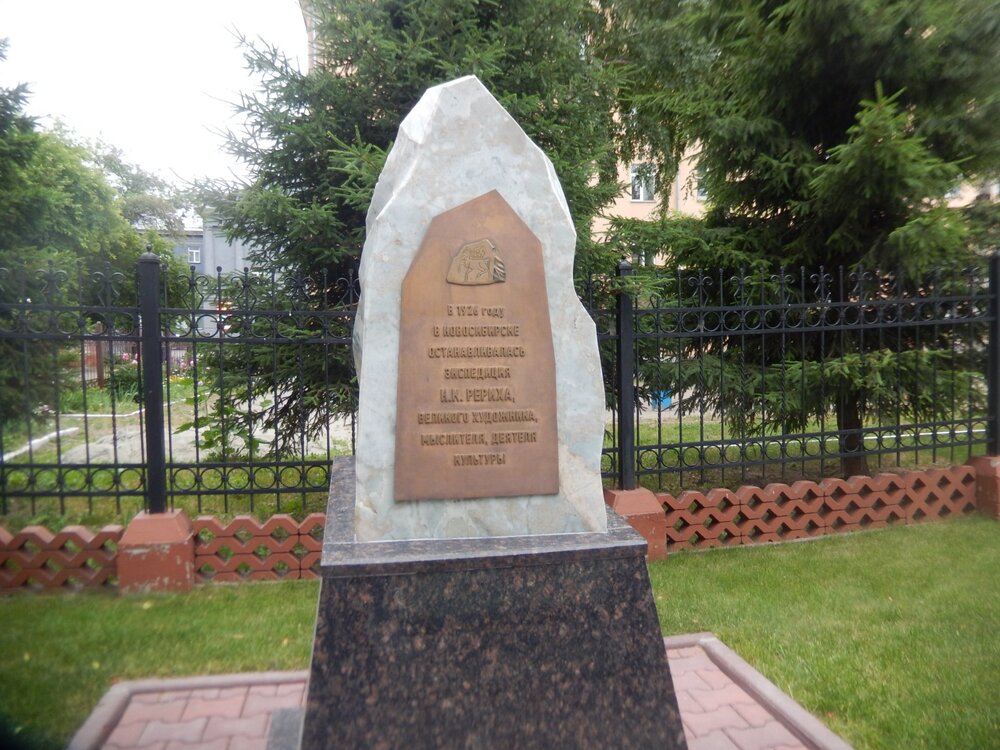 В 1926 году
В НОВОСИБИРСКЕ
ОСТАНАВЛИВАЛАСЬ
ЭКСПЕДИЦИЯ
Н.К. РЕРИХА,
ВЕЛИКОГО ХУДОЖНИКА,
МЫСЛИТЕЛЯ, ДЕЯТЕЛЯ
КУЛЬТУРЫ